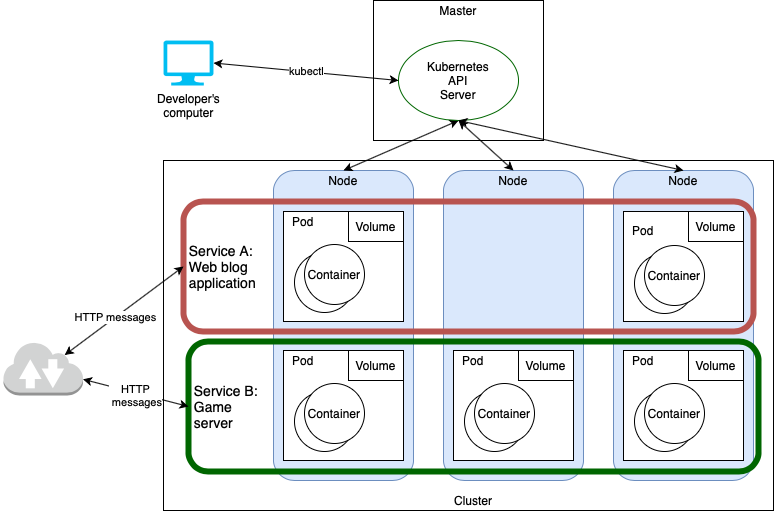 Master
Kubernetes
API
Server
kubectl
Developer's
computer
Node
Node
Node
Pod
Volume
Container
Pod
Volume
Container
Service A:
Web blog
application
HTTP messages
HTTP
messages
Service B:
Game
server
Pod
Volume
Container
Pod
Volume
Container
Pod
Volume
Container
Cluster